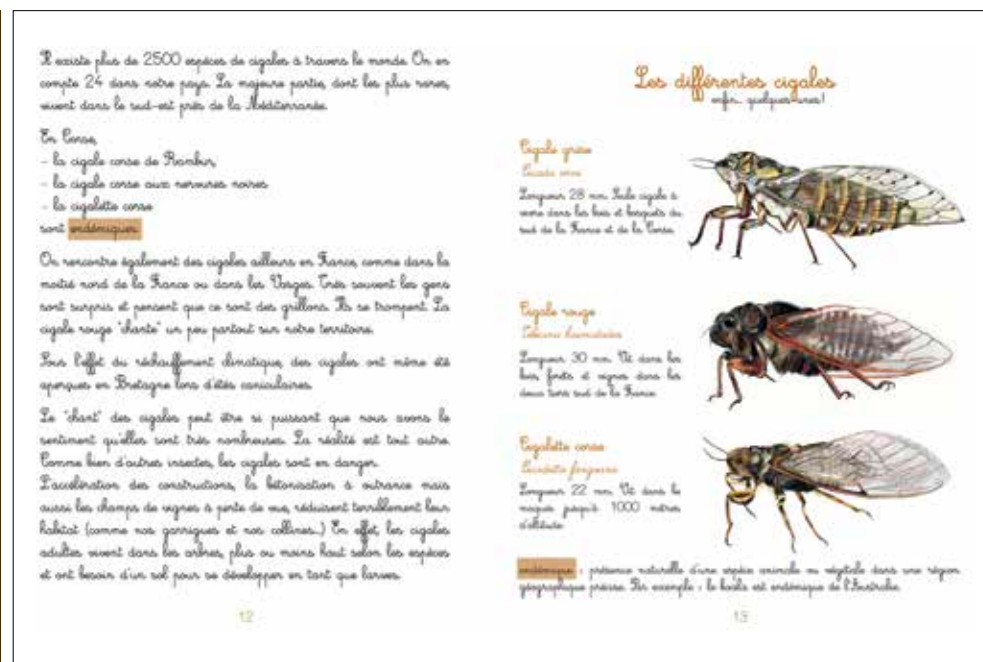 Il existe plus de 2500 espèces de cigales à travers le monde. On en
compte 24 dans notre pays. La majeure partie, dont les plus rares,
vivent dans le sud-est près de la Méditerranée.
En Corse,
- la cigale corse de Rambur,
- la cigale corse aux nervures noires
- la cigalette corse
sont endémiques.
On rencontre également des cigales ailleurs en France, comme dans la
moitié nord de la France ou dans les Vosges. Très souvent les gens
sont surpris et pensent que ce sont des grillons. Ils se trompent. La
cigale rouge "chante" un peu partout sur notre territoire.
Sous l'effet du réchauffement climatique, des cigales ont même été
aperçues en Bretagne lors d'étés caniculaires.
Le "chant" des cigales peut être si puissant que nous avons le
sentiment qu'elles sont très nombreuses. La réalité est tout autre.
Comme bien d'autres insectes, les cigales sont en danger.
L'accélération des constructions, la bétonisation à outrance mais
aussi les champs de vignes à perte de vue, réduisent terriblement leur
habitat (comme nos garrigues et nos collines...) En effet, les cigales
adultes vivent dans les arbres, plus ou moins haut selon les espèces
et ont besoin d'un sol pour se développer en tant que larves.
12
Les différentes cigales
enfin... quelques-unes!
Cigale grise
Cicada orni
Longueur 28 mm. Seule cigale à
vivre dans les bois et bosquets du
sud de la France et de la Corse.
Cigale rouge
Tibicina haematodes
Longueur 30 mm. Vit dans les
bois, forêts et vignes dans les
deux tiers sud de la France.
Cigalette corse
Cicadetta fangoana
Longueur 22 mm. Vit dans le
maquis jusqu'à 1000 mètres
d'altitude.
endémique : présence naturelle d'une espèce animale ou végétale dans une région
géographique précise. Par exemple : le koala est endémique de l'Australie.
13